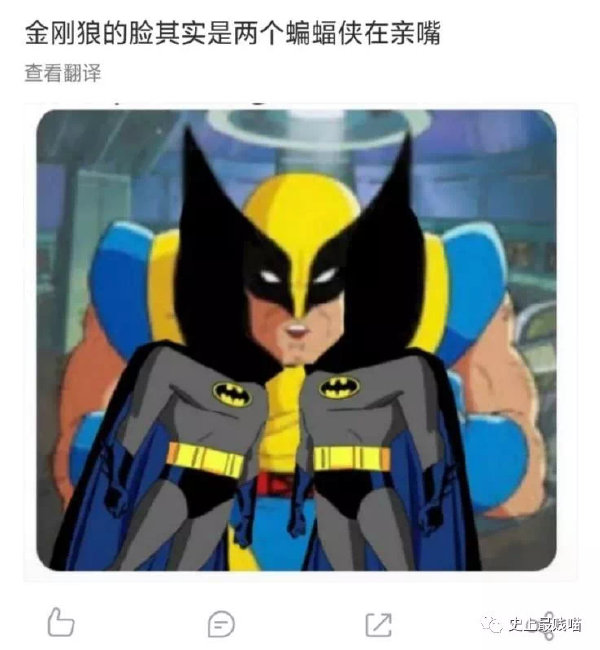 金刚狼的脸其实是两个蝙蝠侠在亲嘴
查看翻译
史上最贱喵